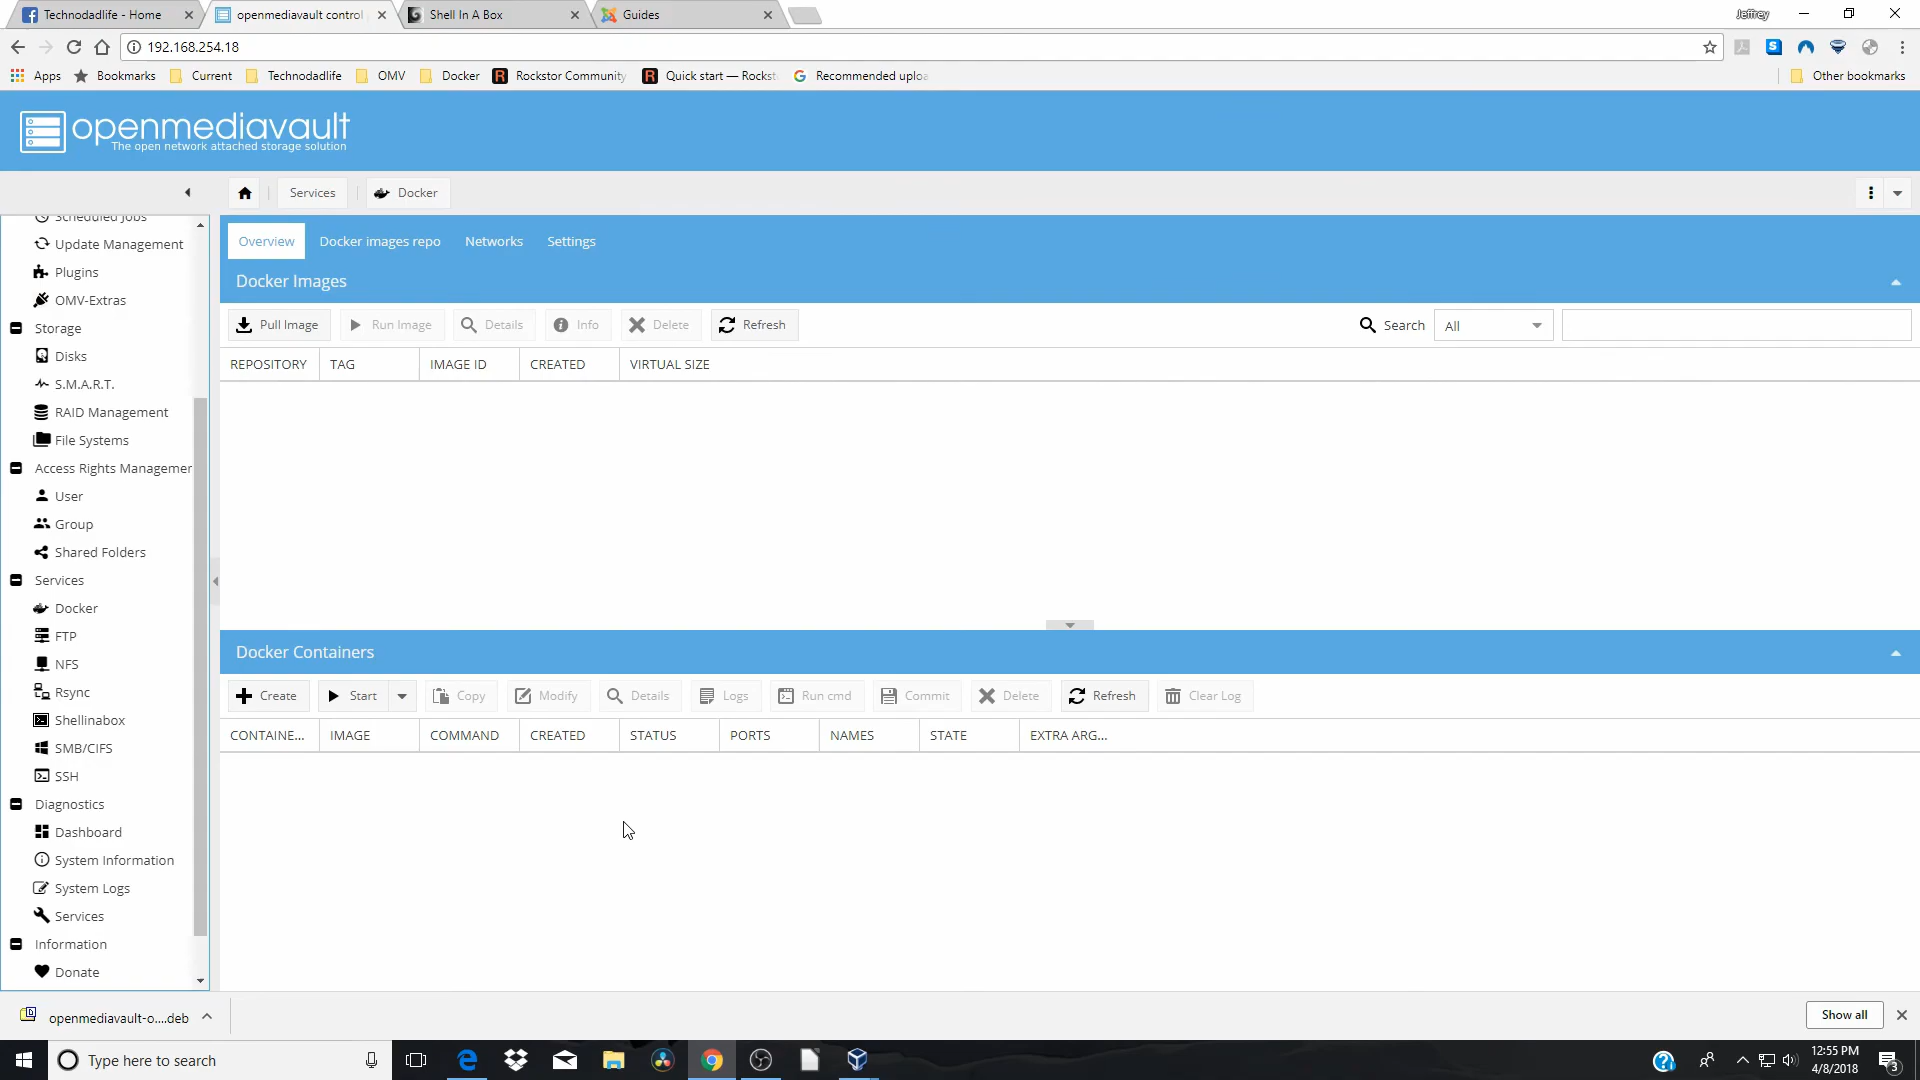 Technodadlife - Home
openmediavault control
Shell In A Box
Guides
Jeffrey
192.168.254.18
Apps
Bookmarks
Current
Technodadlife
OMV
Docker
Rockstor Community
Quick start — Rockst
Recommended uploa
Other bookmarks
openmediavault
The open network attached storage solution
Services
Docker
Scheduled Jobs
Update Management
Plugins
OMV-Extras
Storage
Disks
S.M.A.R.T.
RAID Management
File Systems
Access Rights Managemer
User
Group
Shared Folders
Services
Docker
FTP
NFS
Rsync
Shellinabox
SMB/CIFS
SSH
Diagnostics
Dashboard
System Information
System Logs
Services
Information
Donate
Overview
Docker images repo
Networks
Settings
Docker Images
Pull Image
Run Image
Details
Info
Delete
Refresh
Search
All
REPOSITORY
TAG
IMAGE ID
CREATED
VIRTUAL SIZE
Docker Containers
Create
Start
Copy
Modify
Details
Logs
Run cmd
Commit
Delete
Refresh
Clear Log
CONTAINE...
IMAGE
COMMAND
CREATED
STATUS
PORTS
NAMES
STATE
EXTRA ARG...
openmediavault-o....deb
Show all
Type here to search
12:55 PM
4/8/2018
3